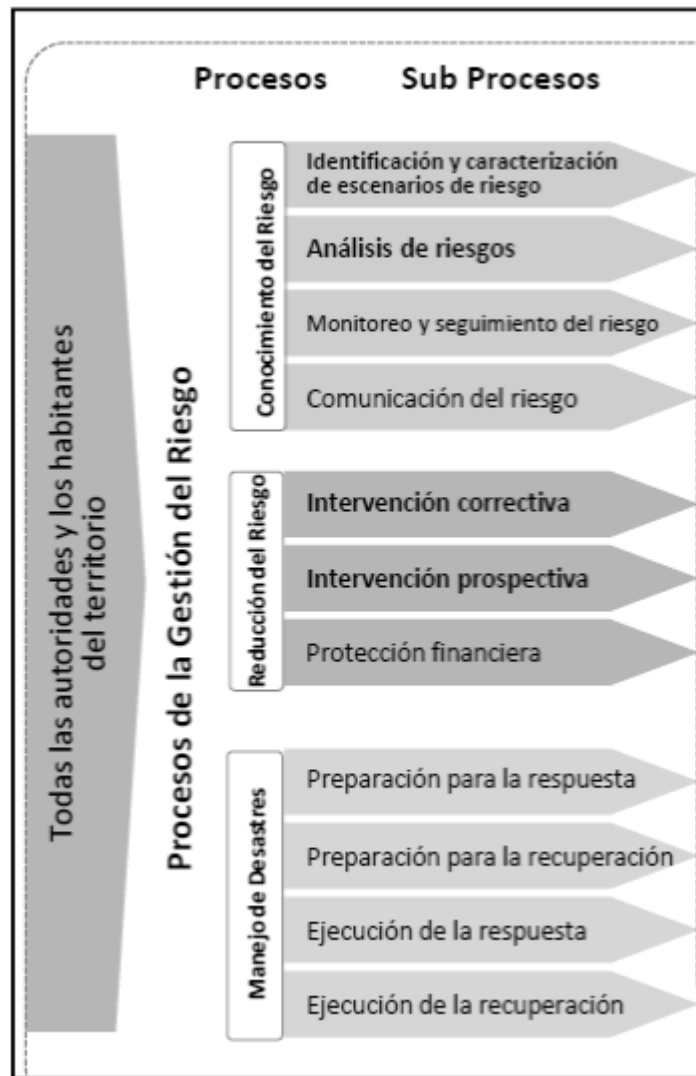 Procesos
Sub Procesos
Todas las autoridades y los habitantes
del territorio
Procesos de la Gestión del Riesgo
Conocimiento del Riesgo
Identificación y caracterización
de escenarios de riesgo
Análisis de riesgos
Monitoreo y seguimiento del riesgo
Comunicación del riesgo
Reducción del Riesgo
Intervención correctiva
Intervención prospectiva
Protección financiera
Manejo de Desastres
Preparación para la respuesta
Preparación para la recuperación
Ejecución de la respuesta
Ejecución de la recuperación